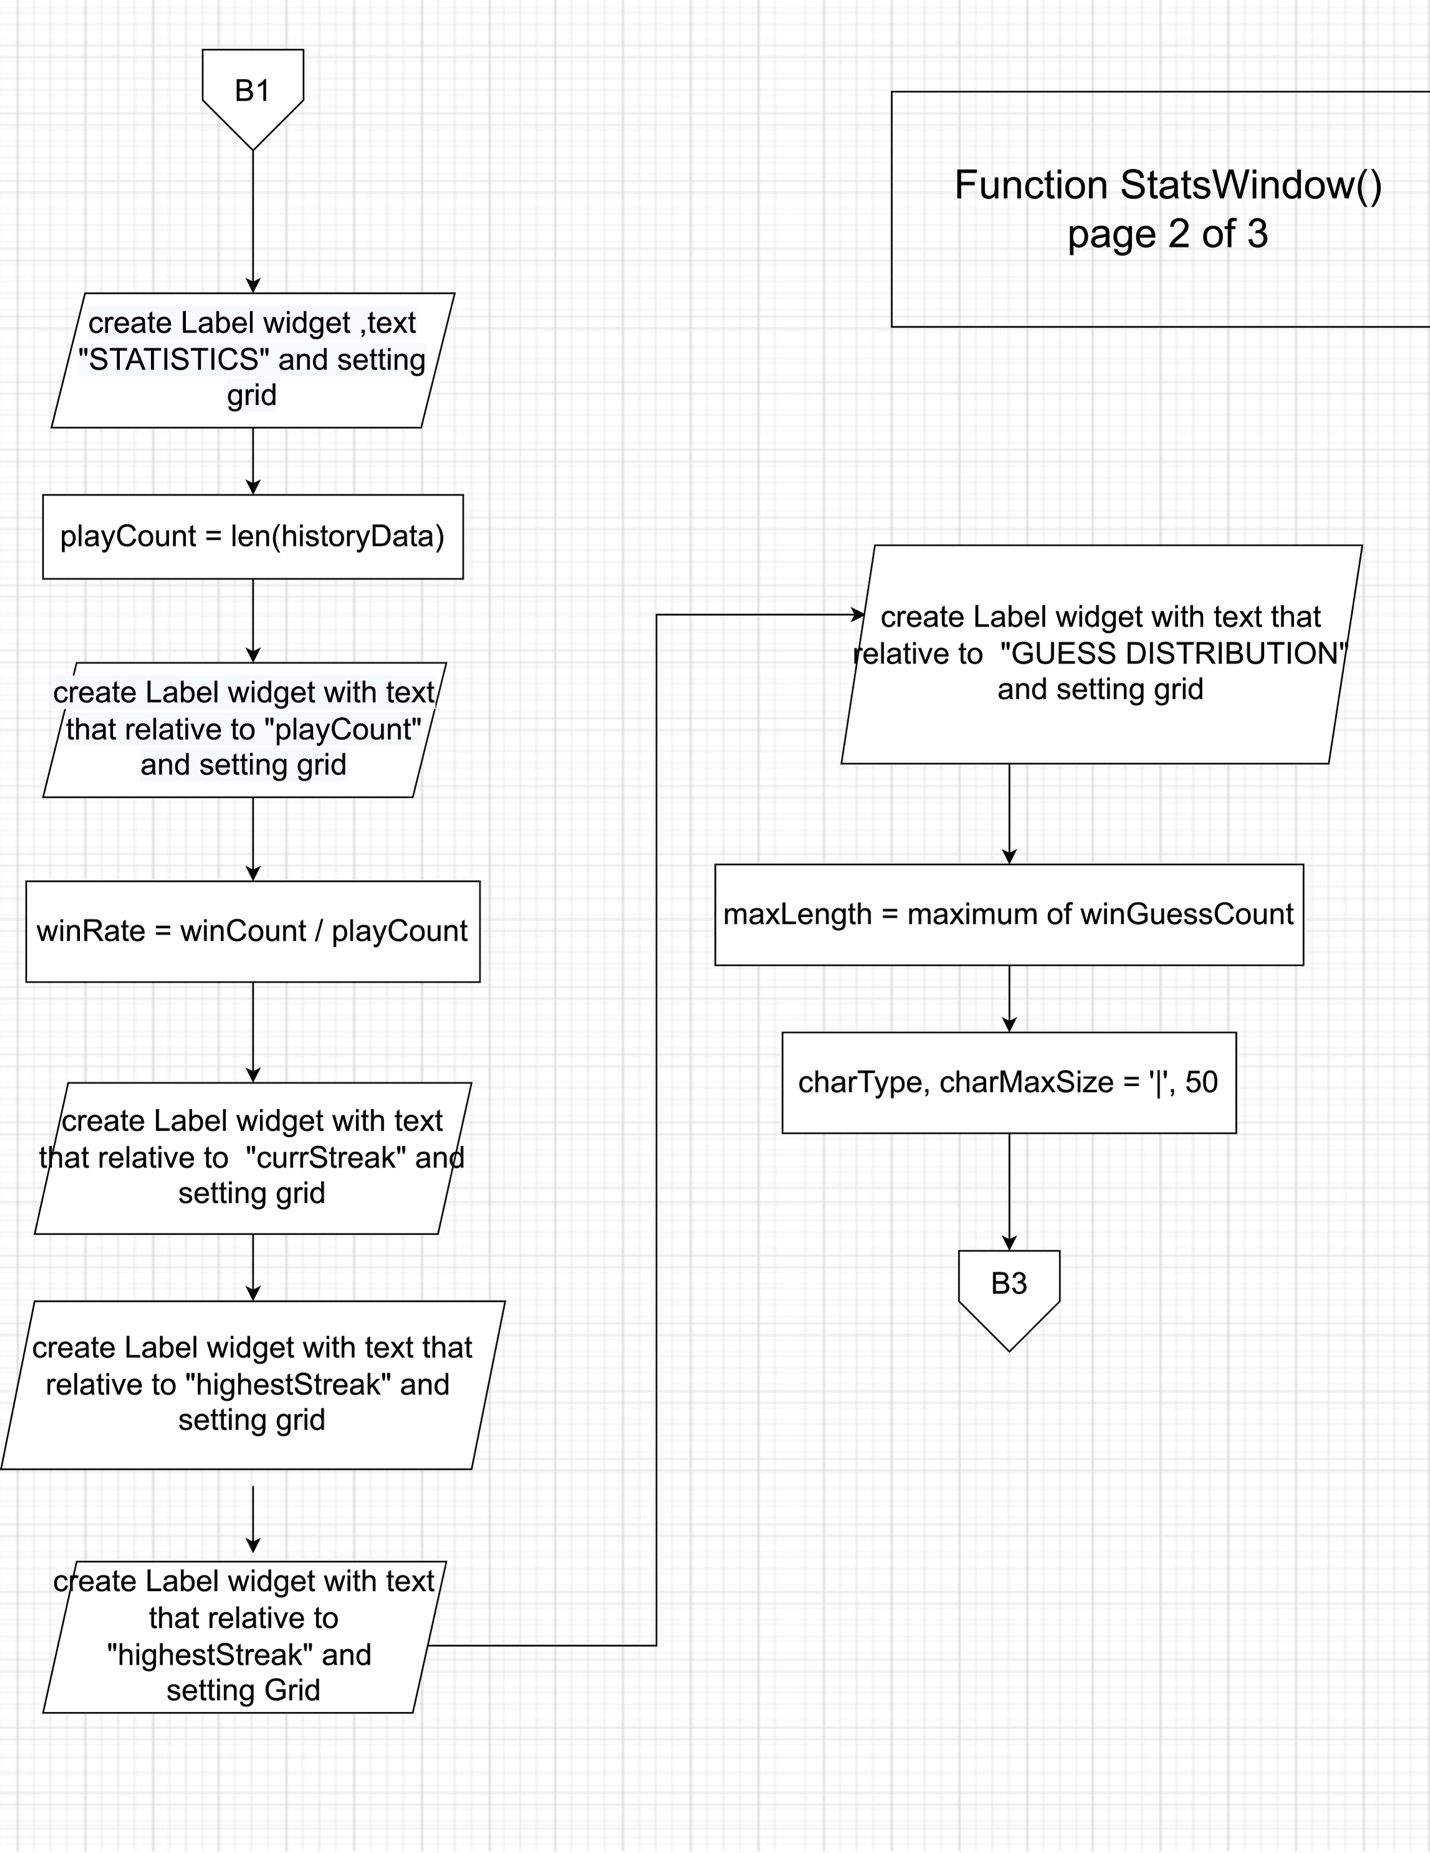 B1
Function StatsWindow()
page 2 of 3
create Label widget ,text
"STATISTICS" and setting
grid
playCount = len(historyData)
create Label widget with text
that relative to "playCount"
and setting grid
winRate = winCount / playCount
create Label widget with text
that relative to  "currStreak" and
setting grid
create Label widget with text that
relative to "highestStreak" and
setting grid
create Label widget with text
that relative to
"highestStreak" and
setting Grid
create Label widget with text that
relative to  "GUESS DISTRIBUTION"
and setting grid
maxLength = maximum of winGuessCount
charType, charMaxSize = '|', 50
B3